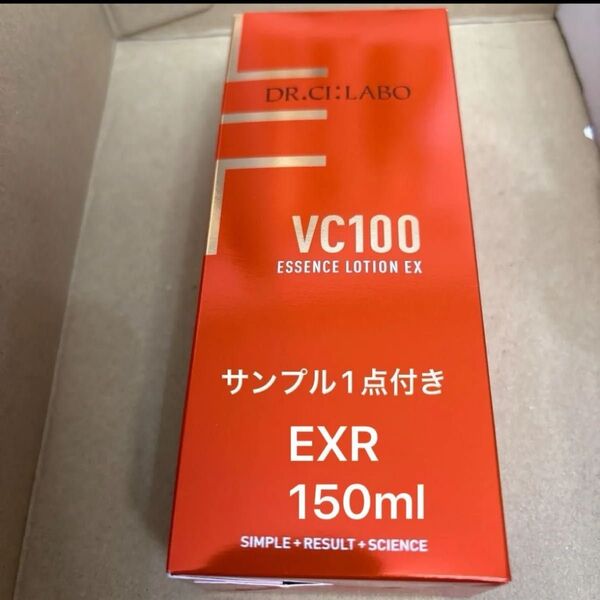 DR.CI:LABO
VC100
ESSENCE LOTION EX
サンプル1点付き
EXR
150ml
SIMPLE+RESULT+SCIENCE